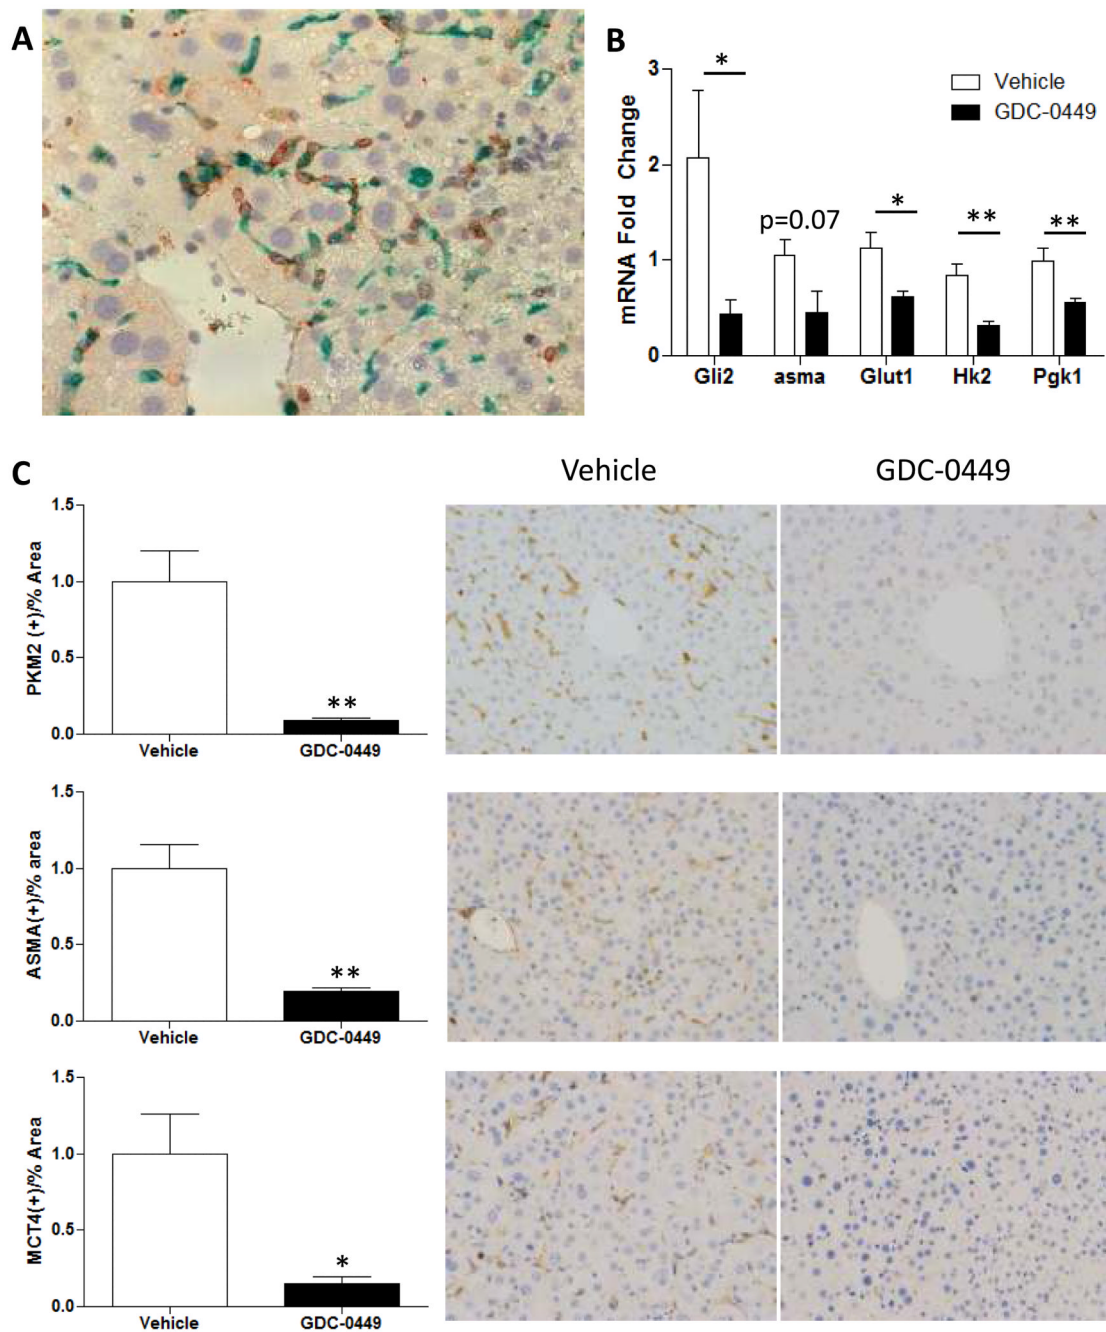 A
B
mRNA Fold Change
3
2
1
0
*
p=0.07
*
**
**
Vehicle
GDC-0449
Gli2 asma Glut1 Hk2 Pgk1
C
Vehicle GDC-0449
PKM2 (+)/% Area
1.5
1.0
0.5
0.0
**
Vehicle GDC-0449
ASMA(+)/% area
1.5
1.0
0.5
0.0
**
Vehicle GDC-0449
MCT4(+)/% Area
1.5
1.0
0.5
0.0
*
Vehicle GDC-0449